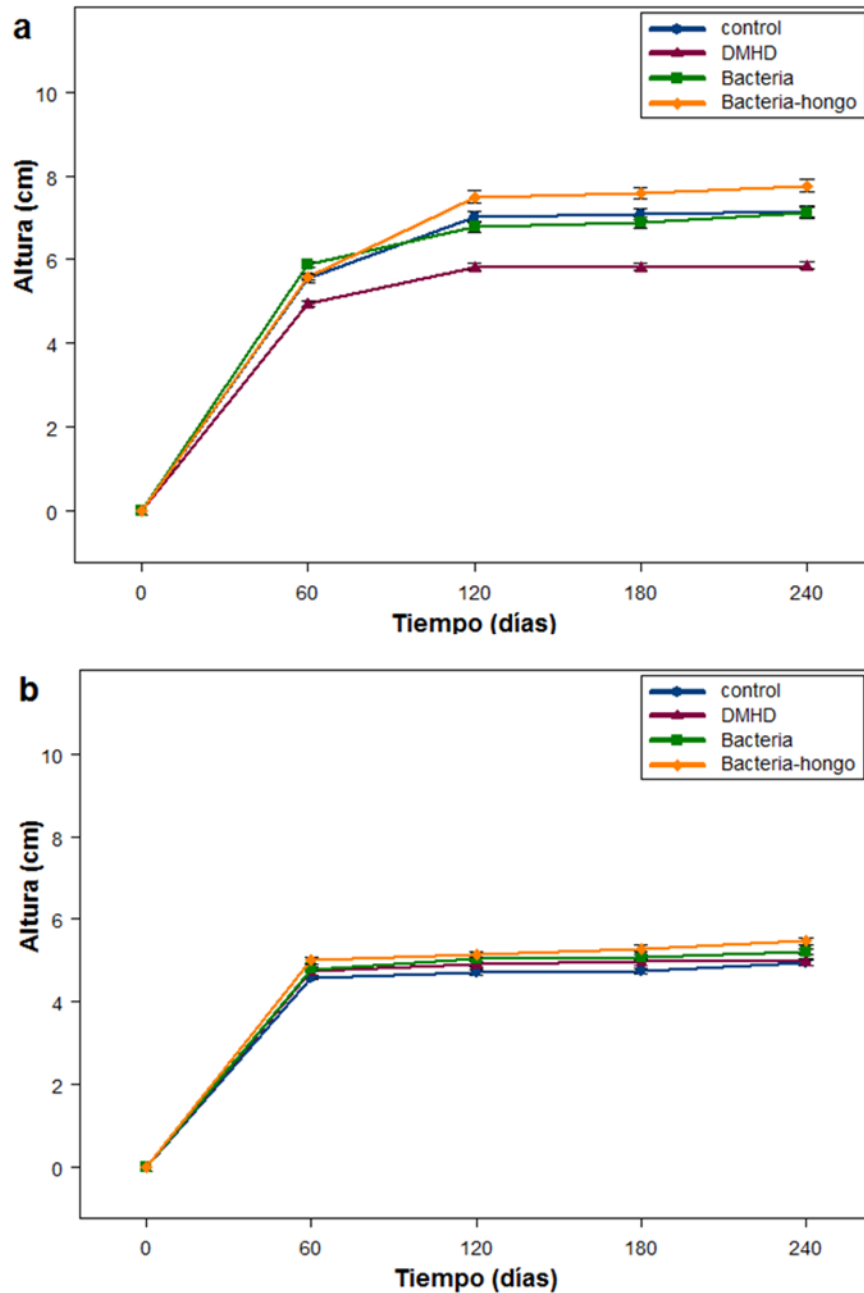 a
control
DMHD
Bacteria
Bacteria-hongo
10
8
6
4
2
0
Altura (cm)
0 60 120 180 240
Tiempo (días)
b
control
DMHD
Bacteria
Bacteria-hongo
10
8
6
4
2
0
Altura (cm)
0 60 120 180 240
Tiempo (días)